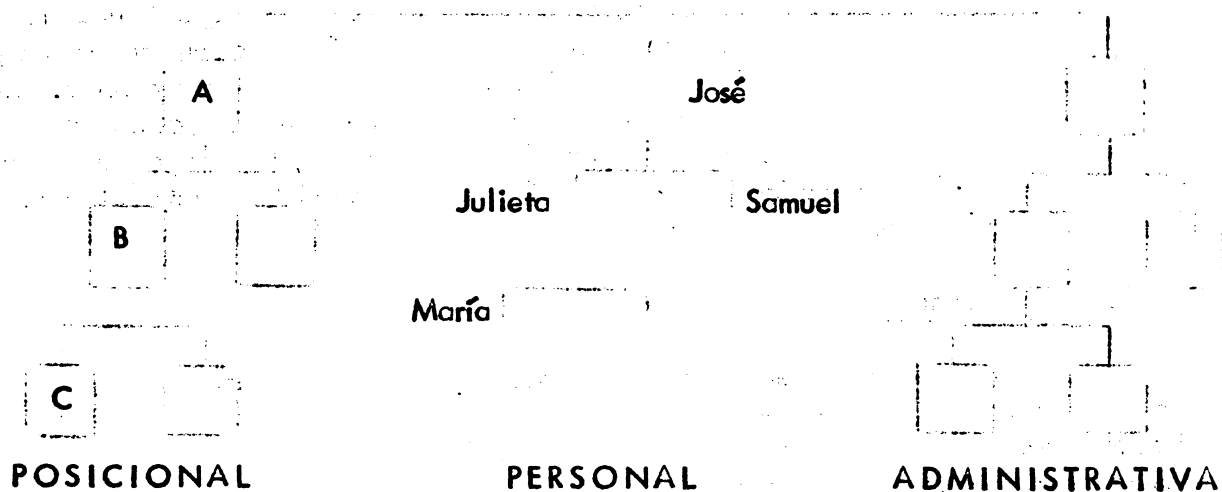 A
José
Julieta
Samuel
B
María
C
POSICIONAL
PERSONAL
ADMINISTRATIVA